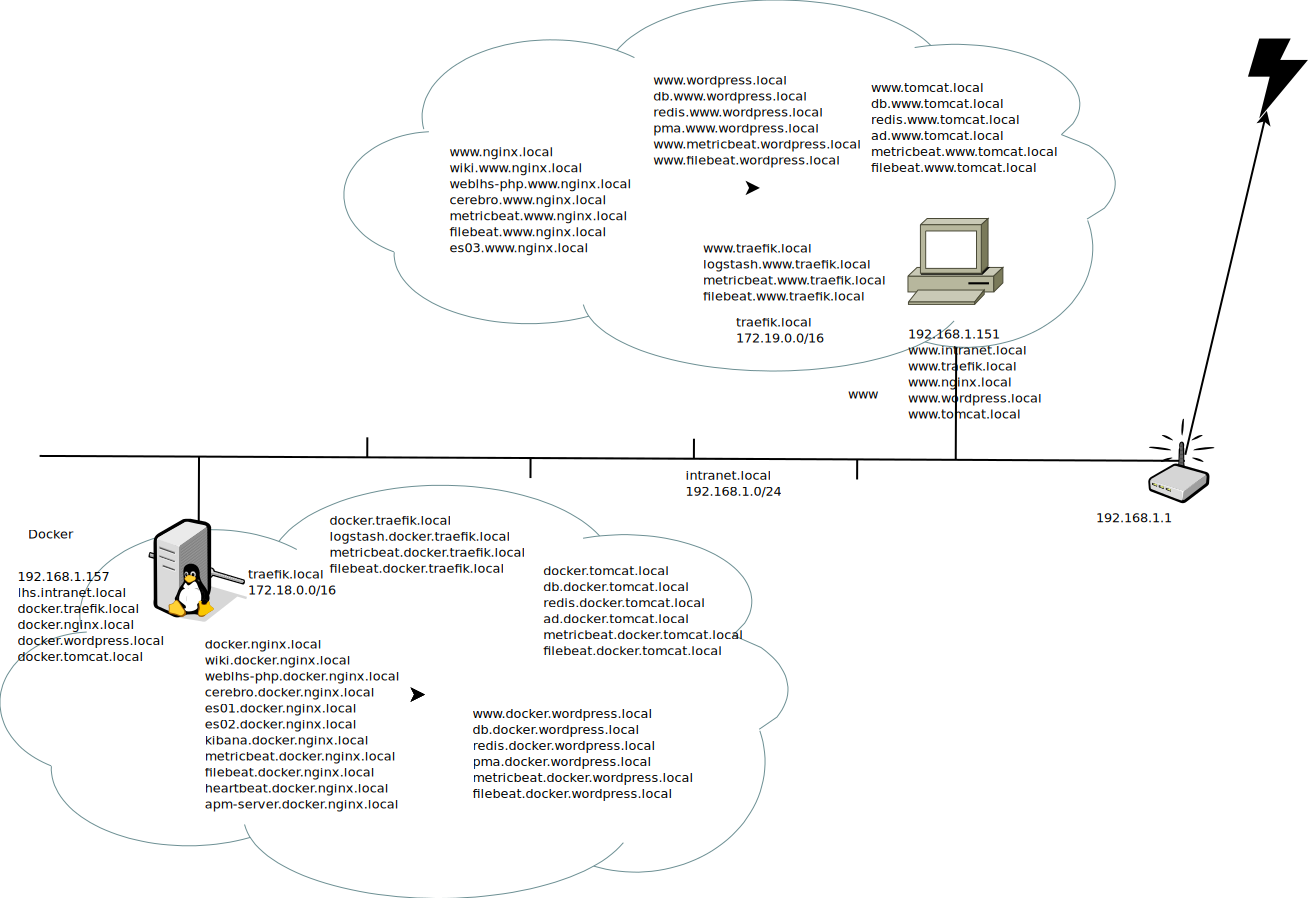 www.wordpress.local
db.www.wordpress.local
redis.www.wordpress.local
pma.www.wordpress.local
www.metricbeat.wordpress.local
www.filebeat.wordpress.local
www.tomcat.local
db.www.tomcat.local
redis.www.tomcat.local
ad.www.tomcat.local
metricbeat.www.tomcat.local
filebeat.www.tomcat.local
www.nginx.local
wiki.www.nginx.local
weblhs-php.www.nginx.local
cerebro.www.nginx.local
metricbeat.www.nginx.local
filebeat.www.nginx.local
es03.www.nginx.local
www.traefik.local
logstash.www.traefik.local
metricbeat.www.traefik.local
filebeat.www.traefik.local
traefik.local
172.19.0.0/16
192.168.1.151
www.intranet.local
www.traefik.local
www.nginx.local
www.wordpress.local
www.tomcat.local
www
intranet.local
192.168.1.0/24
192.168.1.1
Docker
192.168.1.157
lhs.intranet.local
docker.traefik.local
docker.nginx.local
docker.wordpress.local
docker.tomcat.local
traefik.local
172.18.0.0/16
docker.traefik.local
logstash.docker.traefik.local
metricbeat.docker.traefik.local
filebeat.docker.traefik.local
docker.tomcat.local
db.docker.tomcat.local
redis.docker.tomcat.local
ad.docker.tomcat.local
metricbeat.docker.tomcat.local
filebeat.docker.tomcat.local
docker.nginx.local
wiki.docker.nginx.local
weblhs-php.docker.nginx.local
cerebro.docker.nginx.local
es01.docker.nginx.local
es02.docker.nginx.local
kibana.docker.nginx.local
metricbeat.docker.nginx.local
filebeat.docker.nginx.local
heartbeat.docker.nginx.local
apm-server.docker.nginx.local
www.docker.wordpress.local
db.docker.wordpress.local
redis.docker.wordpress.local
pma.docker.wordpress.local
metricbeat.docker.wordpress.local
filebeat.docker.wordpress.local